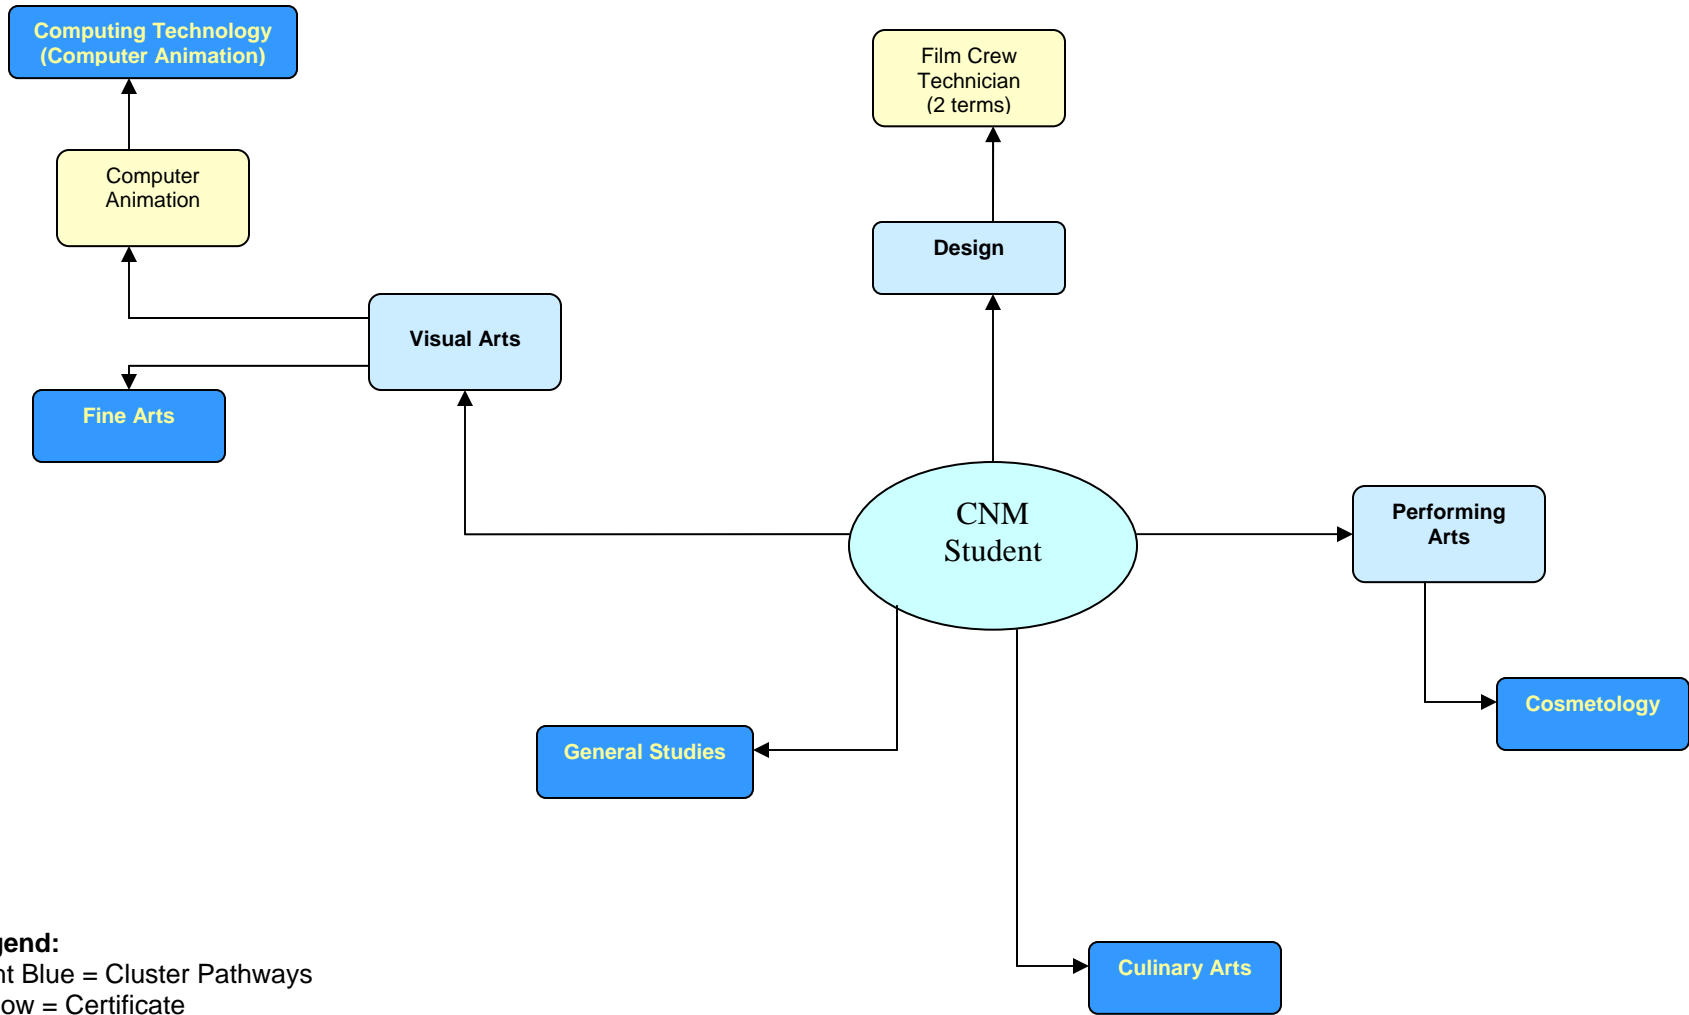 Computing Technology
(Computer Animation)
Film Crew
Technician
(2 terms)
Computer
Animation
Design
Visual Arts
Fine Arts
CNM
Student
Performing
Arts
Cosmetology
General Studies
Culinary Arts
gend:
nt Blue = Cluster Pathways
ow = Certificate